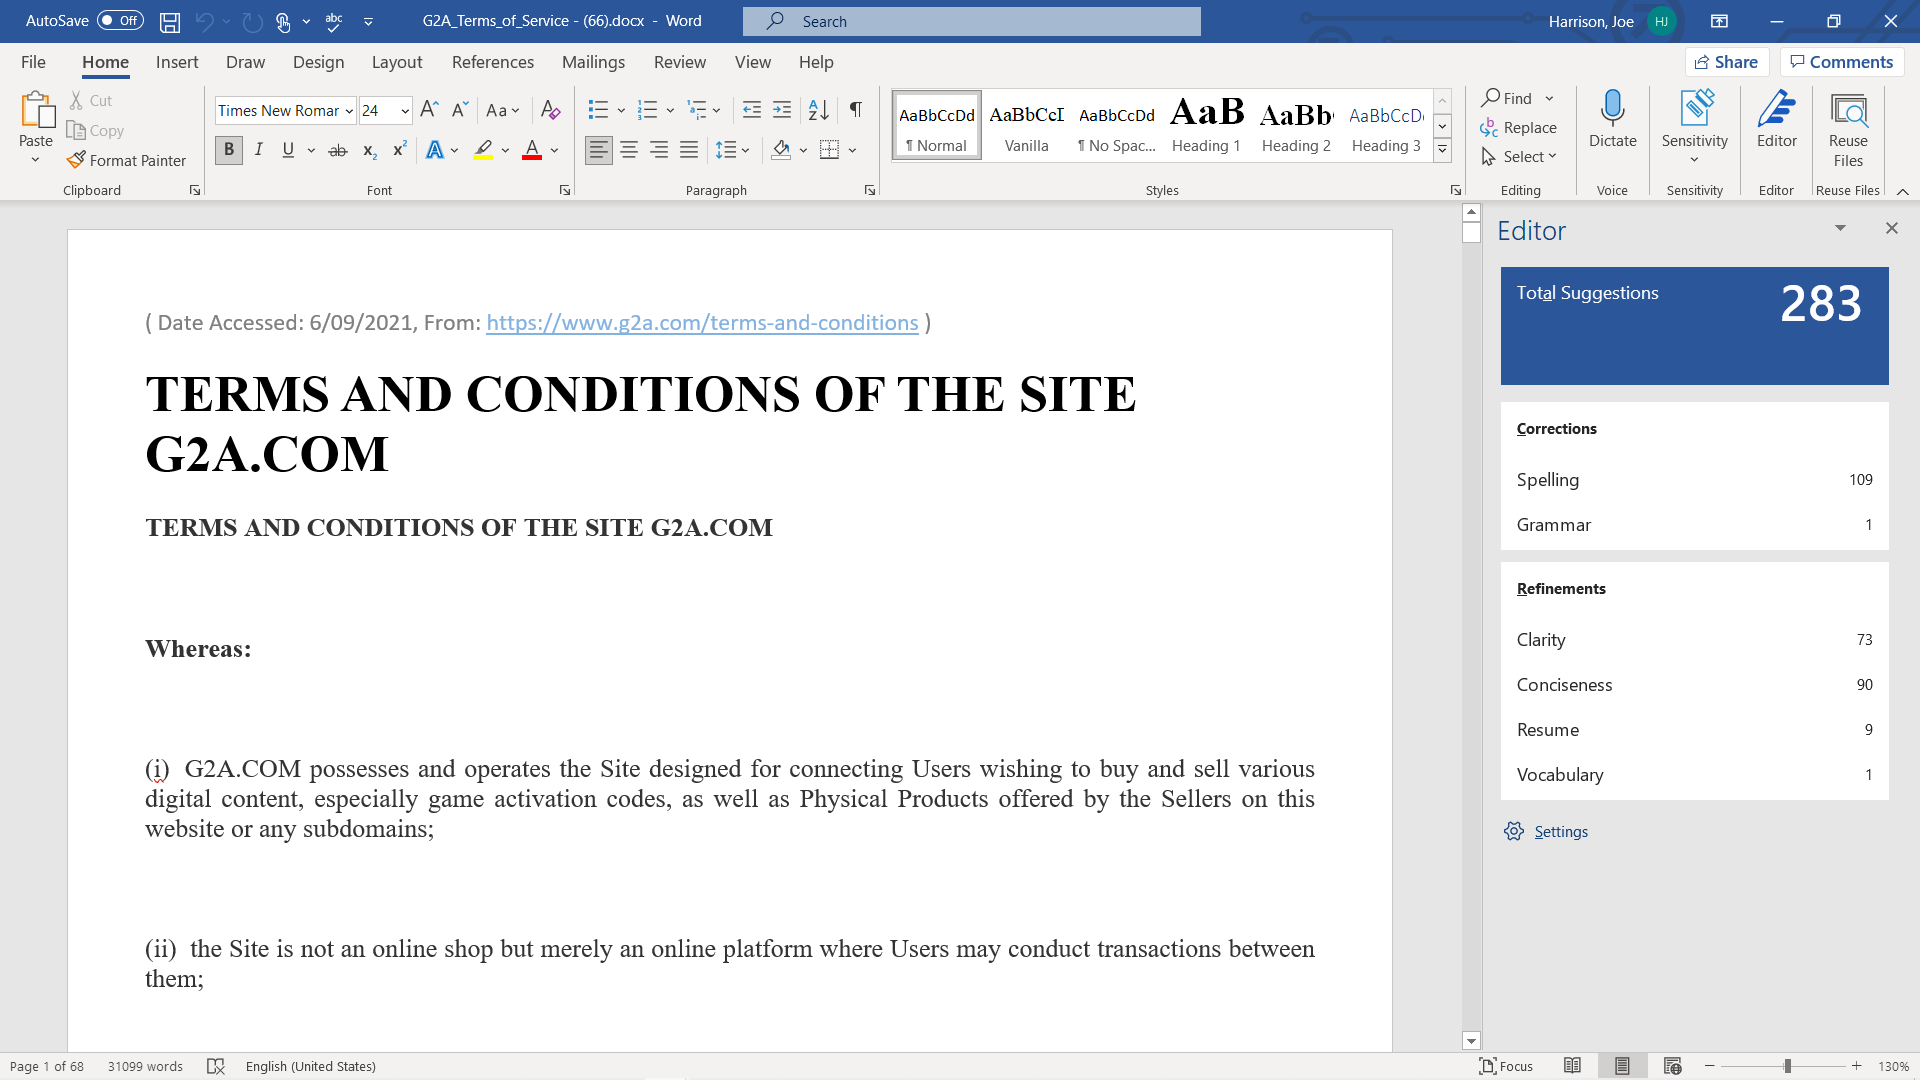 AutoSave Off abc G2A_Terms_of_Service - (66).docx - Word Search Harrison, Joe HJ
File Home Insert Draw Design Layout References Mailings Review View Help Share Comments
Paste Cut Copy Format Painter Clipboard
Times New Romar 24 A A Aa A
B I U ab x2 x2 A A Font
Paragraph
AaBbCcDd AaBbCcI AaBbCcDd AaB AaBb AaBbCcD
¶ Normal Vanilla ¶ No Spac... Heading 1 Heading 2 Heading 3
Styles
Find
Replace
Select
Editing
Dictate
Voice
Sensitivity
Sensitivity
Editor
Editor
Reuse
Files
Reuse Files
( Date Accessed: 6/09/2021, From: https://www.g2a.com/terms-and-conditions )
TERMS AND CONDITIONS OF THE SITE
G2A.COM
TERMS AND CONDITIONS OF THE SITE G2A.COM
Whereas:
(i) G2A.COM possesses and operates the Site designed for connecting Users wishing to buy and sell various
digital content, especially game activation codes, as well as Physical Products offered by the Sellers on this
website or any subdomains;
(ii) the Site is not an online shop but merely an online platform where Users may conduct transactions between
them;
Editor
Total Suggestions 283
Corrections
Spelling 109
Grammar 1
Refinements
Clarity 73
Conciseness 90
Resume 9
Vocabulary 1
Settings
Page 1 of 68 31099 words English (United States) Focus 130%